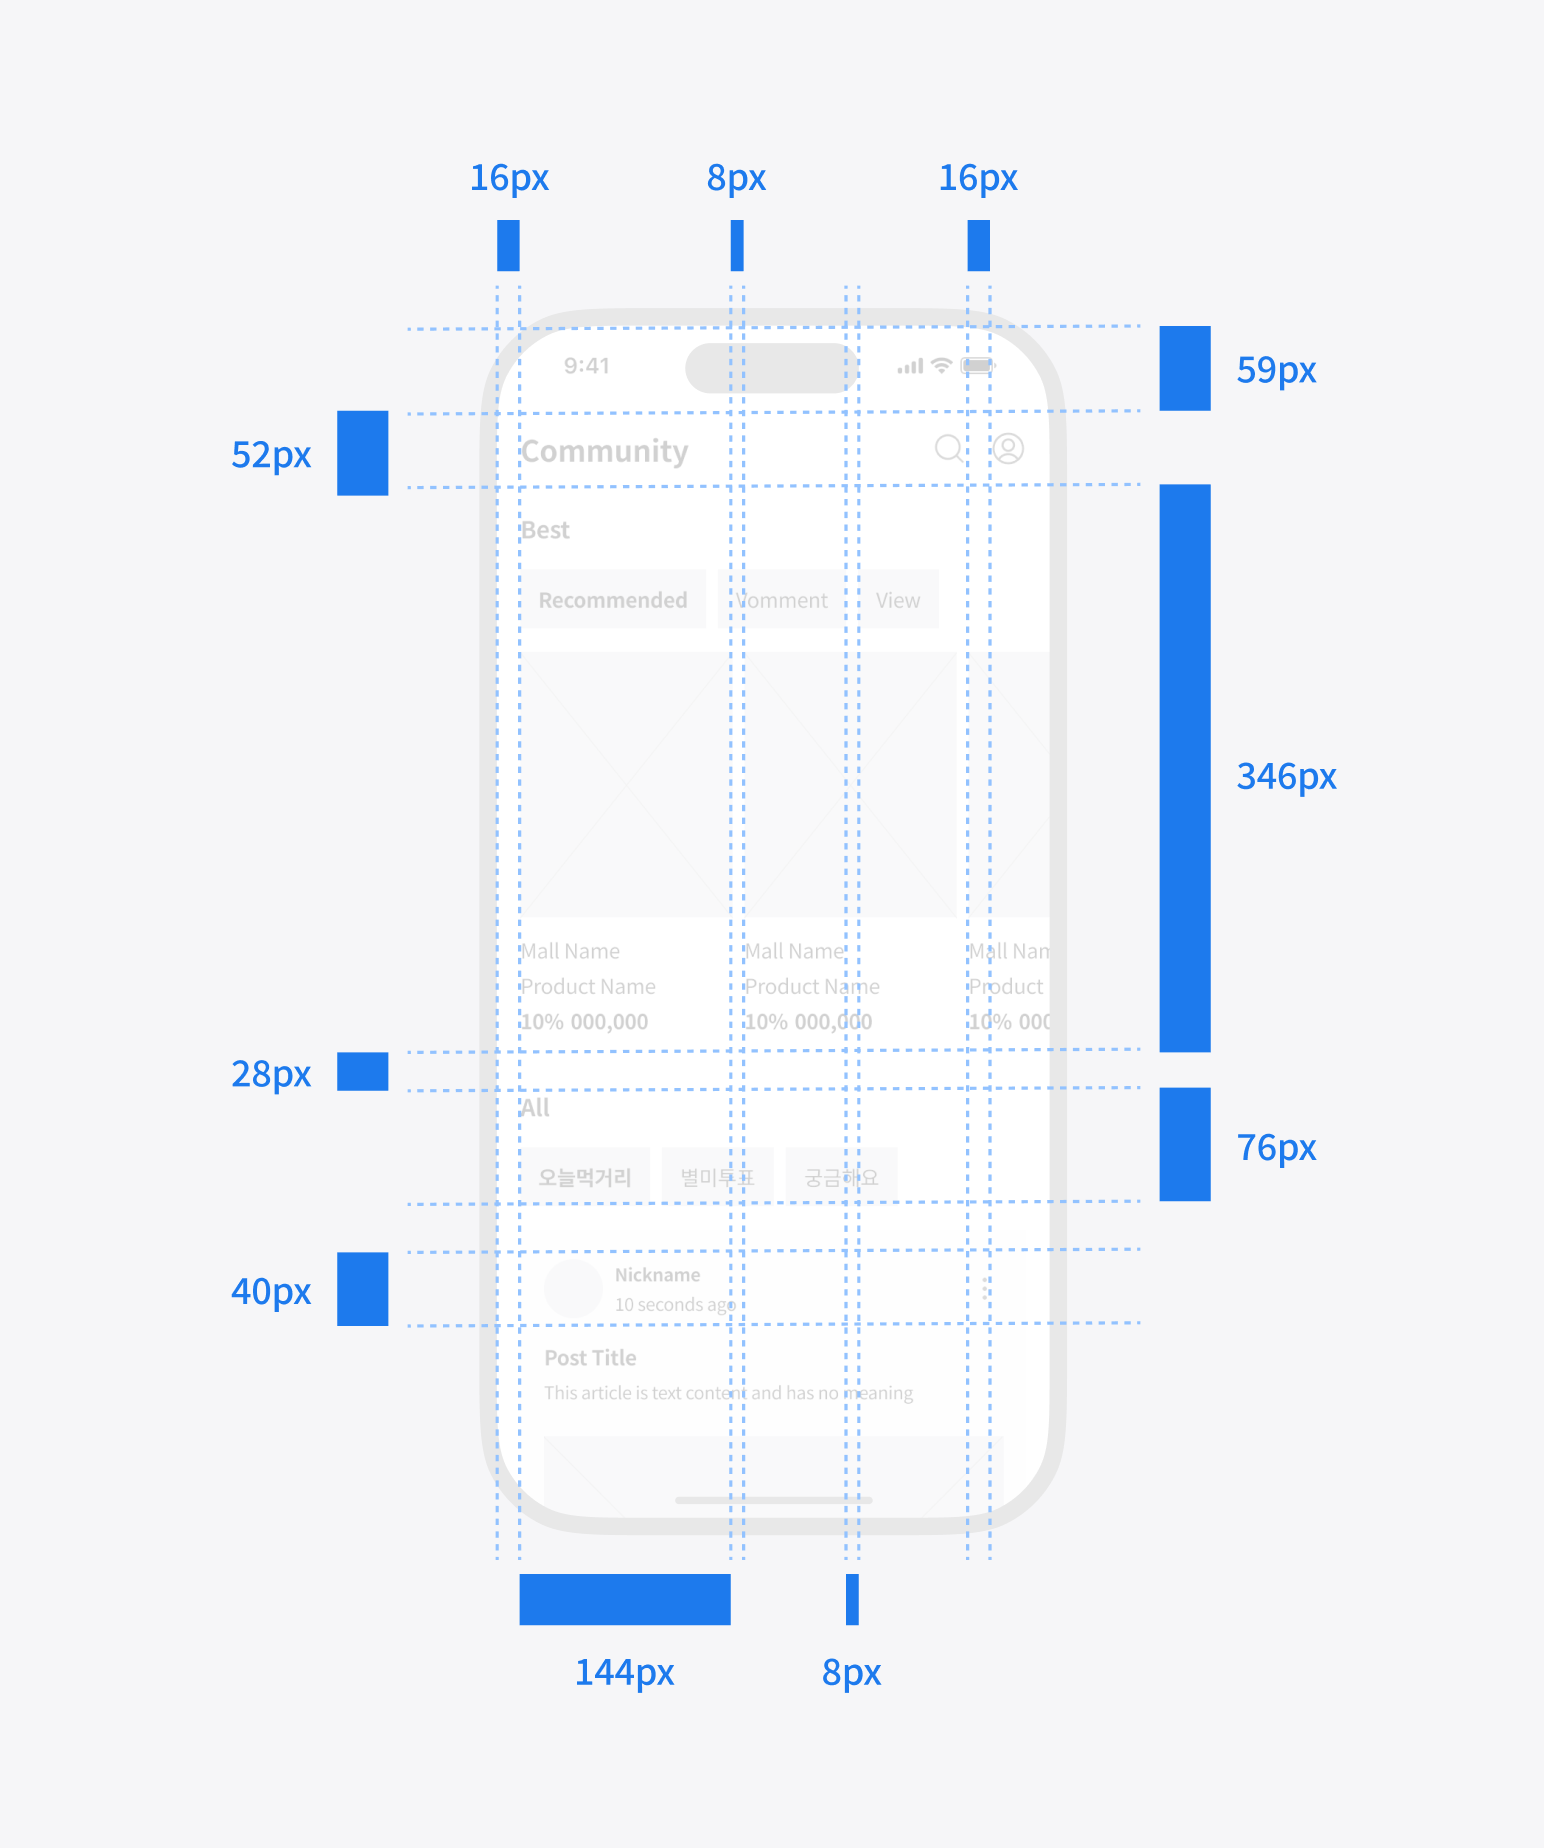 16px 8px 16px
9:41
59px
52px
Community
Best
Recommended Vomment View
346px
Mall Name Mall Name Mall Nam
Product Name Product Name Product
10% 000,000 10% 000,000 10% 000
28px
All
76px
오늘먹거리 별미투표 궁금해요
40px
Nickname
10 seconds ago
Post Title
This article is text content and has no meaning
144px 8px